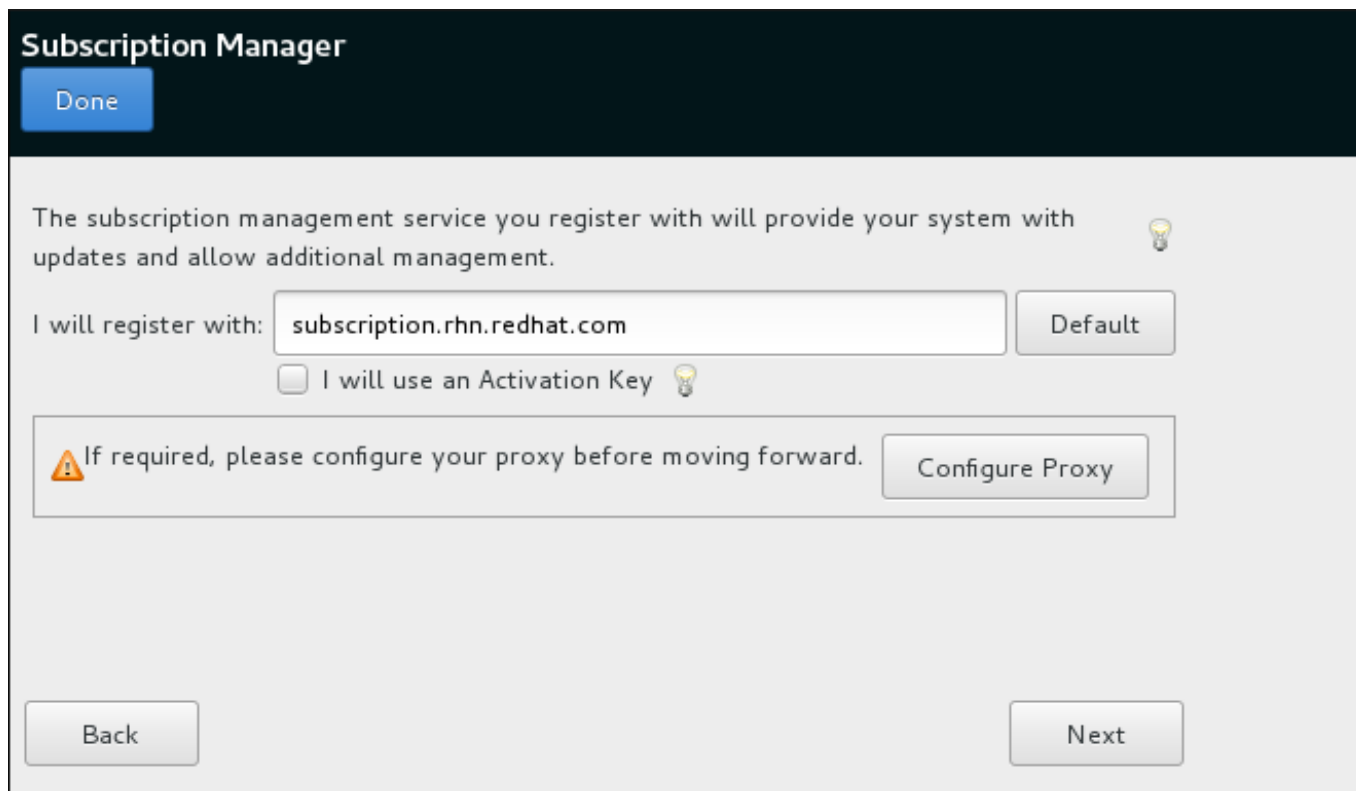 Subscription Manager
Done
The subscription management service you register with will provide your system with
updates and allow additional management.
I will register with: subscription.rhn.redhat.com Default
I will use an Activation Key
If required, please configure your proxy before moving forward. Configure Proxy
Back Next